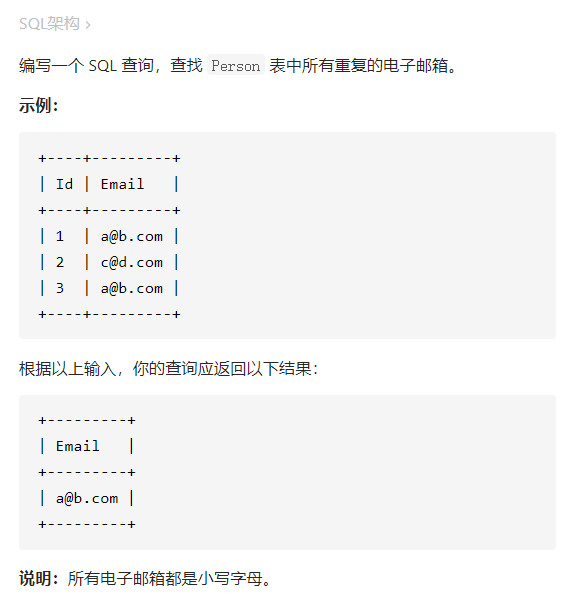 SQL架构 ›
编写一个 SQL 查询，查找 Person 表中所有重复的电子邮箱。
示例：
+----+---------+
| Id | Email   |
+----+---------+
| 1  | a@b.com |
| 2  | c@d.com |
| 3  | a@b.com |
+----+---------+
根据以上输入，你的查询应返回以下结果：
+---------+
| Email   |
+---------+
| a@b.com |
+---------+
说明：所有电子邮箱都是小写字母。